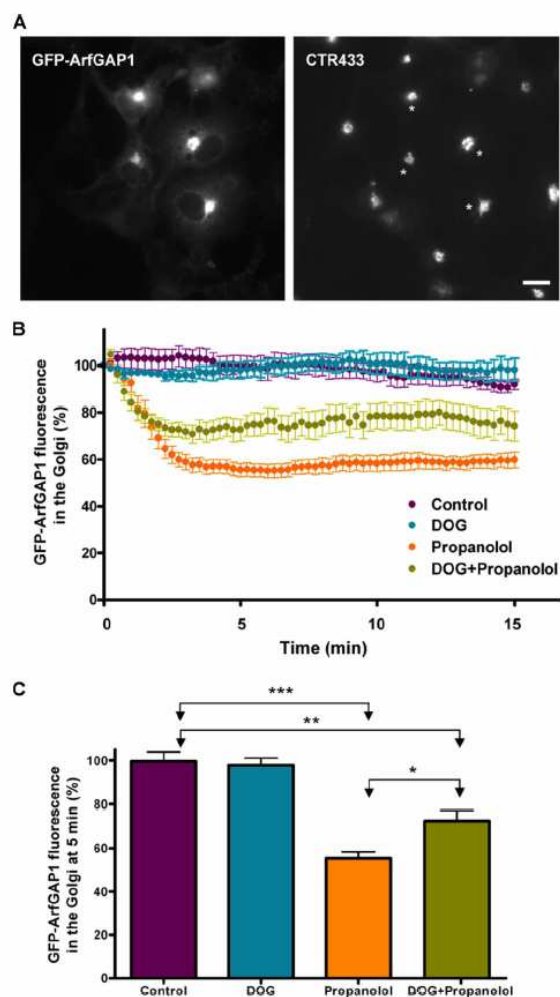 A
GFP-ArfGAP1
CTR433
*
*
*
*
B
GFP-ArfGAP1 fluorescence
in the Golgi (%)
100
80
60
40
20
0
0
5
10
15
Time (min)
Control
DOG
Propanolol
DOG+Propanolol
C
***
**
*
GFP-ArfGAP1 fluorescence
in the Golgi at 5 min (%)
100
80
60
40
20
0
Control
DOG
Propanolol
DOG+Propanolol